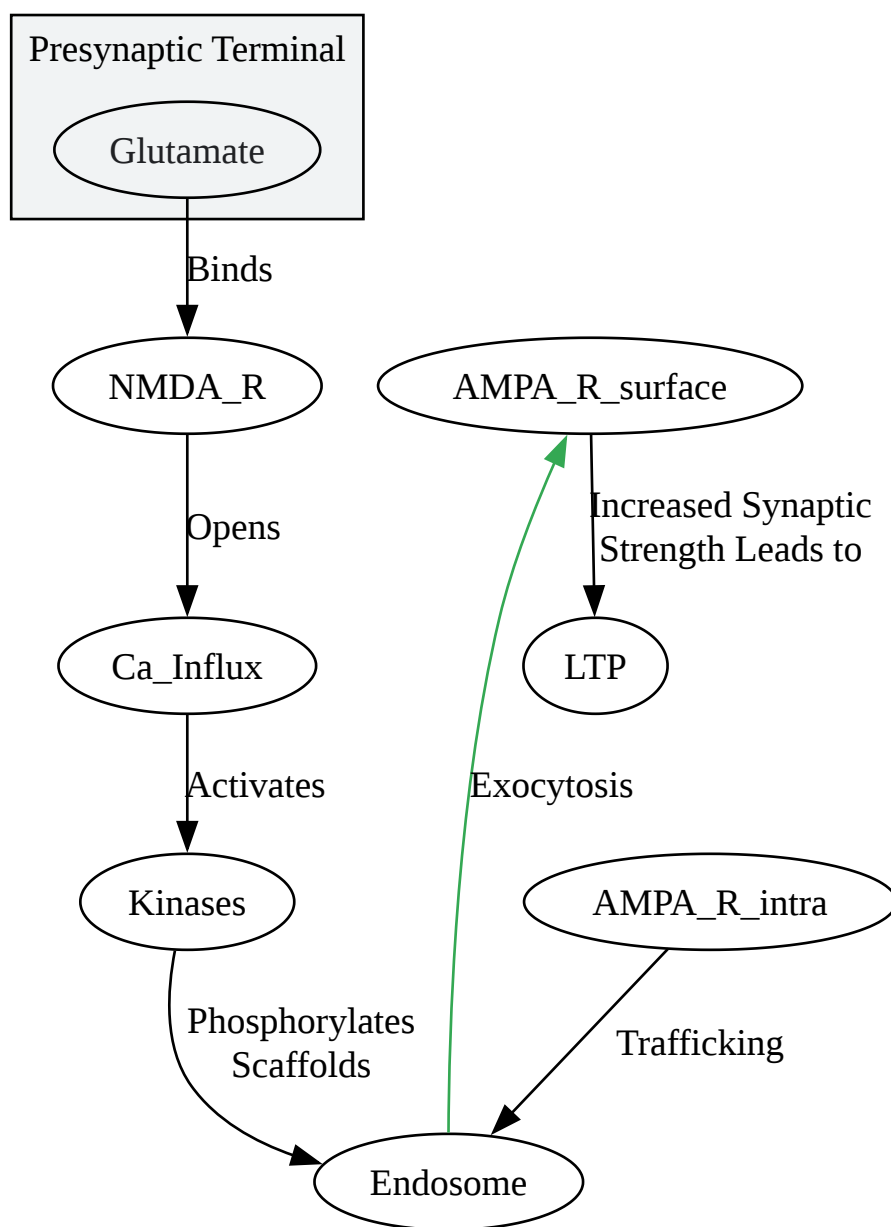 Presynaptic Terminal
Glutamate
Binds
NMDA_R
AMPA_R_surface
Opens
Increased Synaptic
Strength Leads to
Ca_Influx
LTP
Activates
Exocytosis
Kinases
AMPA_R_intra
Phosphorylates
Scaffolds
Trafficking
Endosome